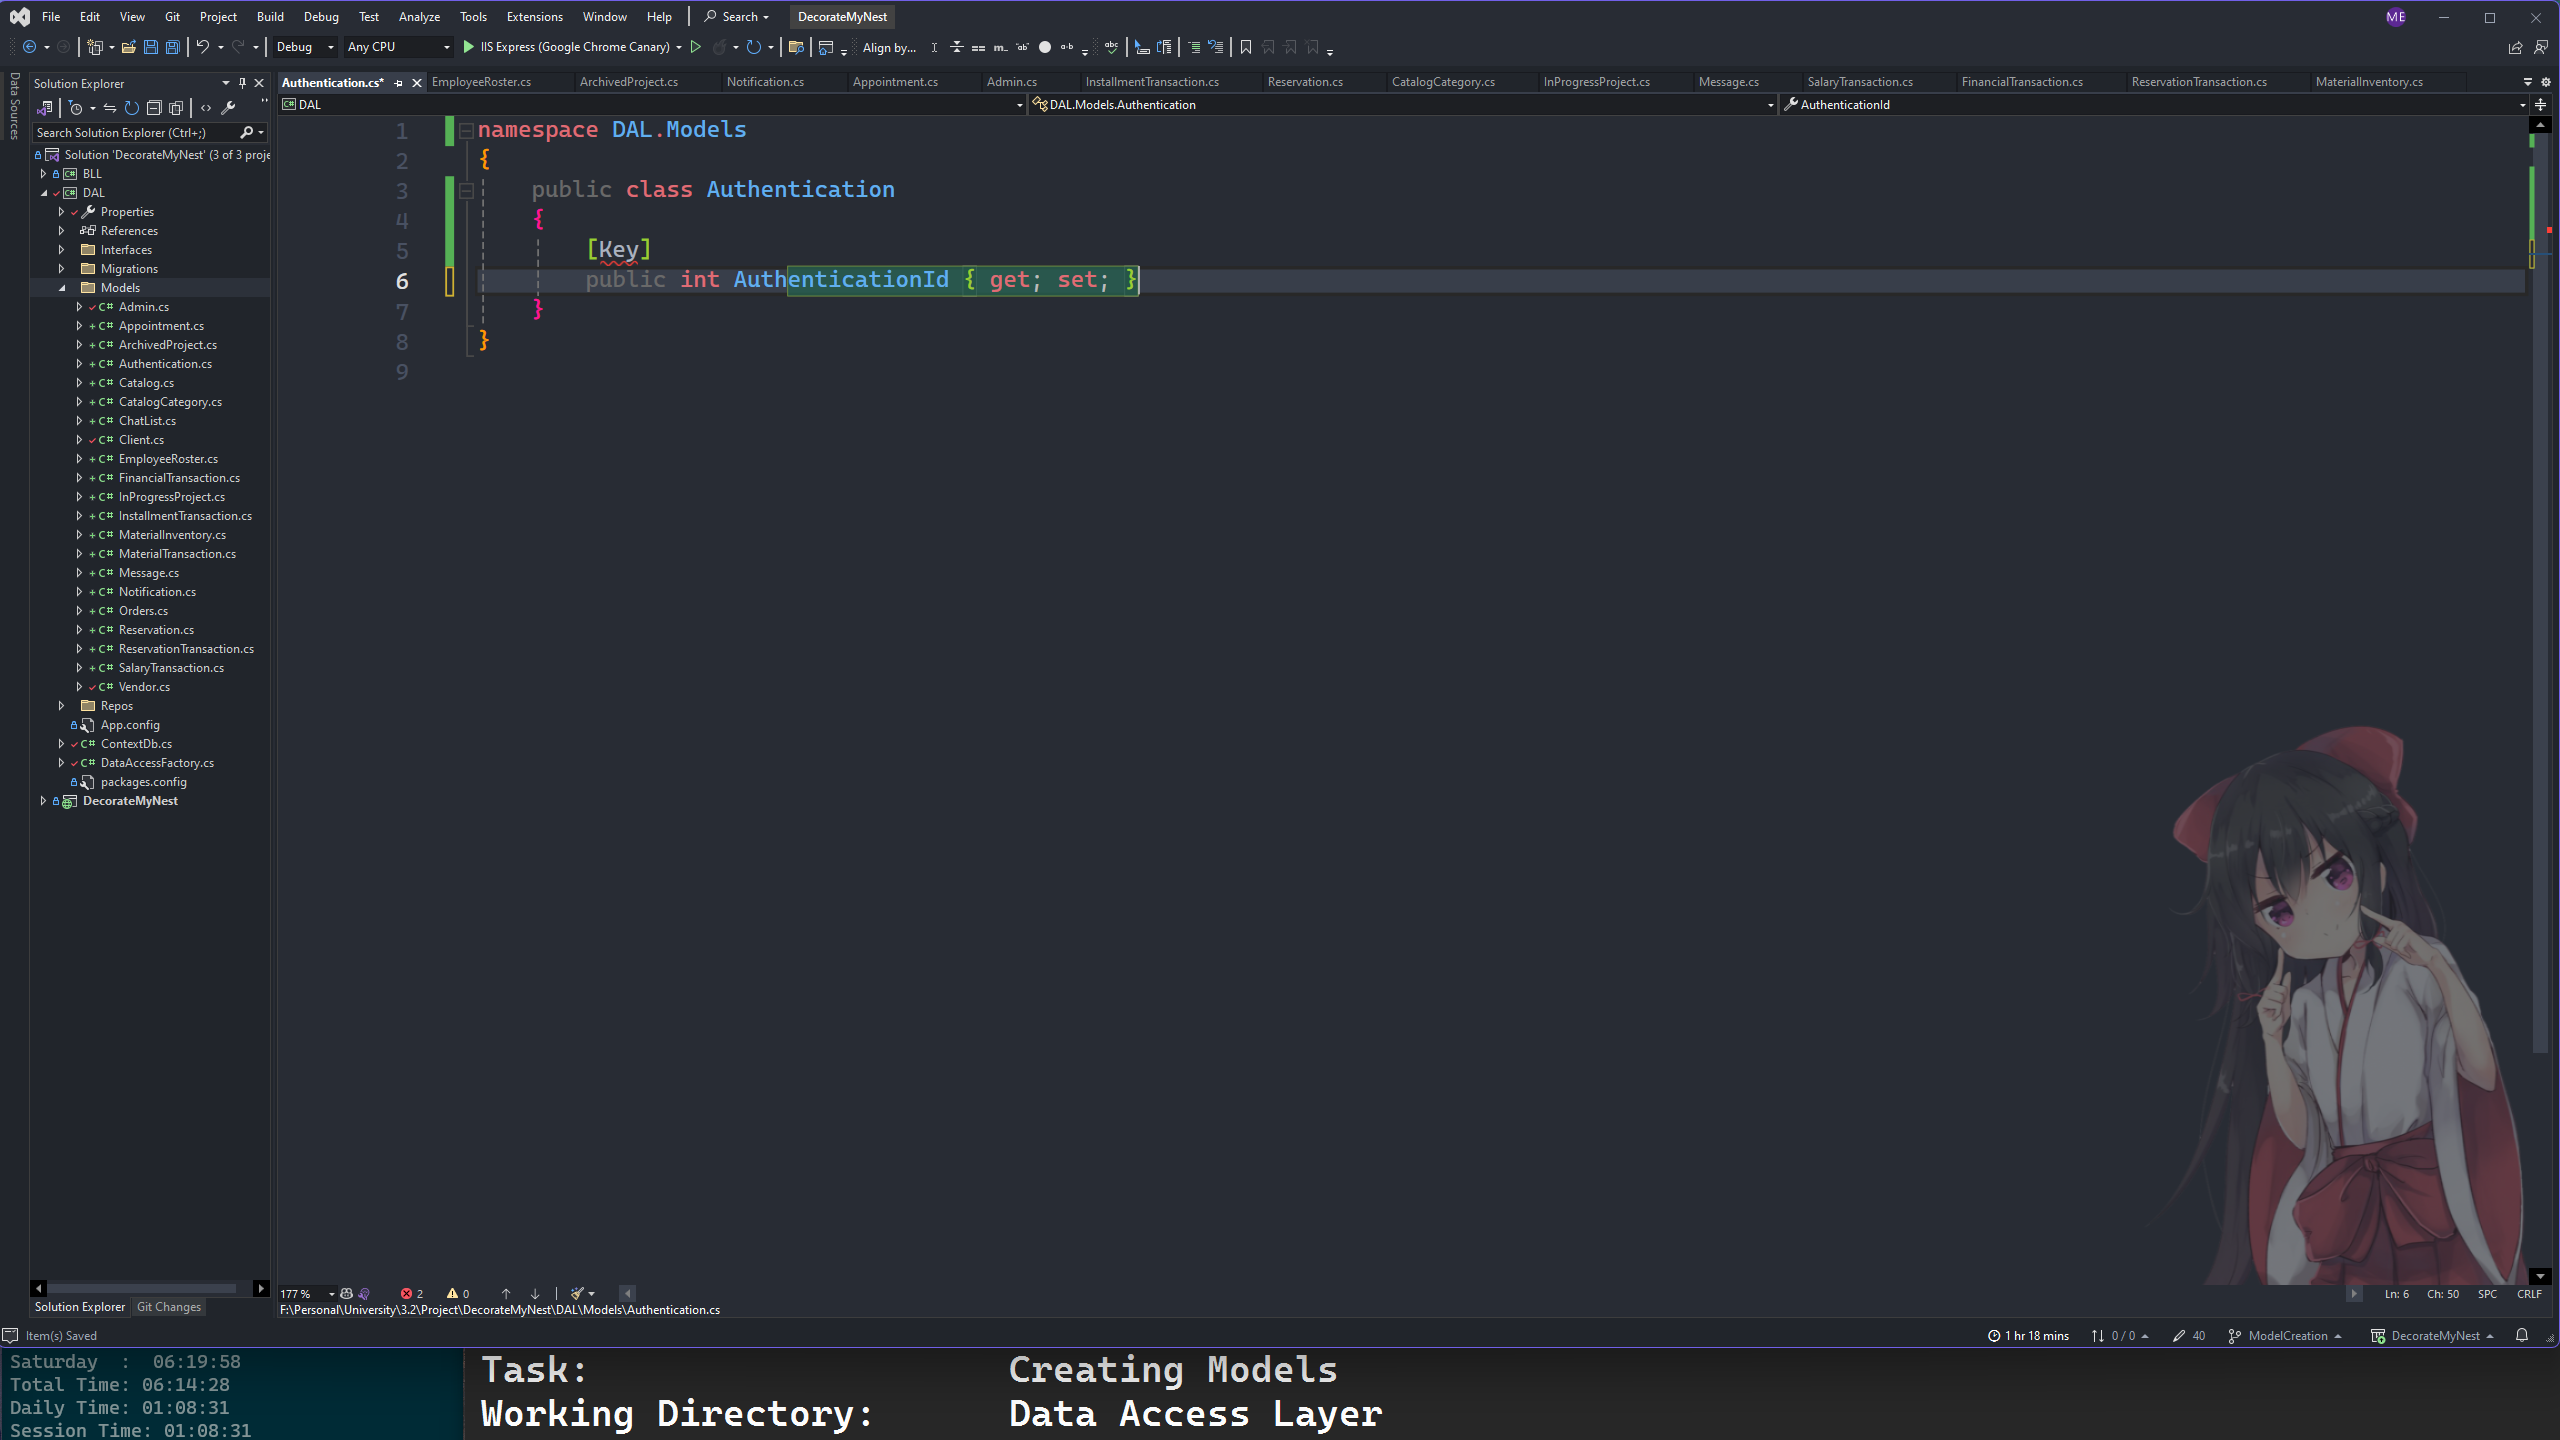 File Edit View Git Project Build Debug Test Analyze Tools Extensions Window Help Search DecorateMyNest ME
Debug Any CPU IIS Express (Google Chrome Canary) Align by...
Data Sources
Solution Explorer
Search Solution Explorer (Ctrl+;)
Solution 'DecorateMyNest' (3 of 3 proje
BLL
DAL
Properties
References
Interfaces
Migrations
Models
C# Admin.cs
C# Appointment.cs
C# ArchivedProject.cs
C# Authentication.cs
C# Catalog.cs
C# CatalogCategory.cs
C# ChatList.cs
C# Client.cs
C# EmployeeRoster.cs
C# FinancialTransaction.cs
C# InProgressProject.cs
C# InstallmentTransaction.cs
C# MaterialInventory.cs
C# MaterialTransaction.cs
C# Message.cs
C# Notification.cs
C# Orders.cs
C# Reservation.cs
C# ReservationTransaction.cs
C# SalaryTransaction.cs
C# Vendor.cs
Repos
App.config
C# ContextDb.cs
C# DataAccessFactory.cs
packages.config
DecorateMyNest
Solution Explorer Git Changes
Authentication.cs* EmployeeRoster.cs ArchivedProject.cs Notification.cs Appointment.cs Admin.cs InstallmentTransaction.cs Reservation.cs CatalogCategory.cs InProgressProject.cs Message.cs SalaryTransaction.cs FinancialTransaction.cs ReservationTransaction.cs MaterialInventory.cs
DAL DAL.Models.Authentication AuthenticationId
1 namespace DAL.Models
2 {
3 public class Authentication
4 {
5 [Key]
6 public int AuthenticationId { get; set; }
7 }
8 }
9
177 % 2 0 Ln: 6 Ch: 50 SPC CRLF
F:\Personal\University\3.2\Project\DecorateMyNest\DAL\Models\Authentication.cs
Item(s) Saved 1 hr 18 mins 0 / 0 40 ModelCreation DecorateMyNest
Saturday : 06:19:58
Total Time: 06:14:28
Daily Time: 01:08:31
Session Time: 01:08:31
Task: Creating Models
Working Directory: Data Access Layer